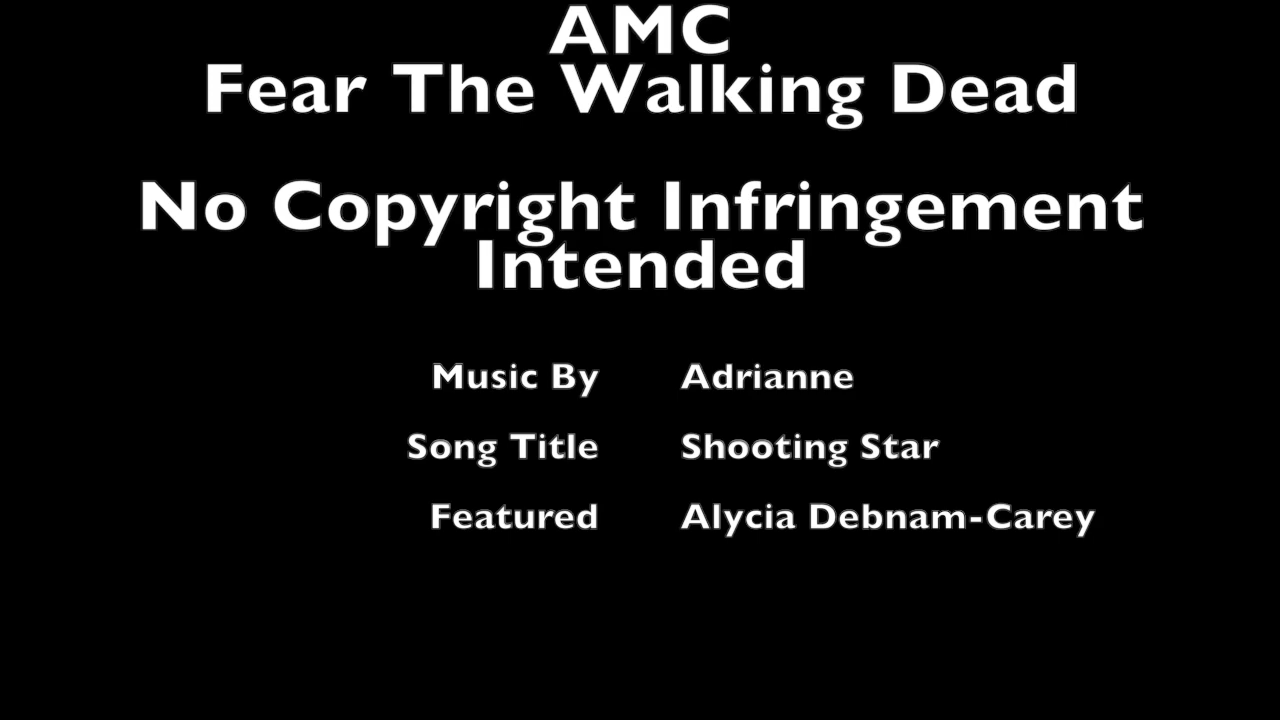 AMC
Fear The Walking Dead
No Copyright Infringement
Intended
Music By Adrianne
Song Title Shooting Star
Featured Alycia Debnam-Carey